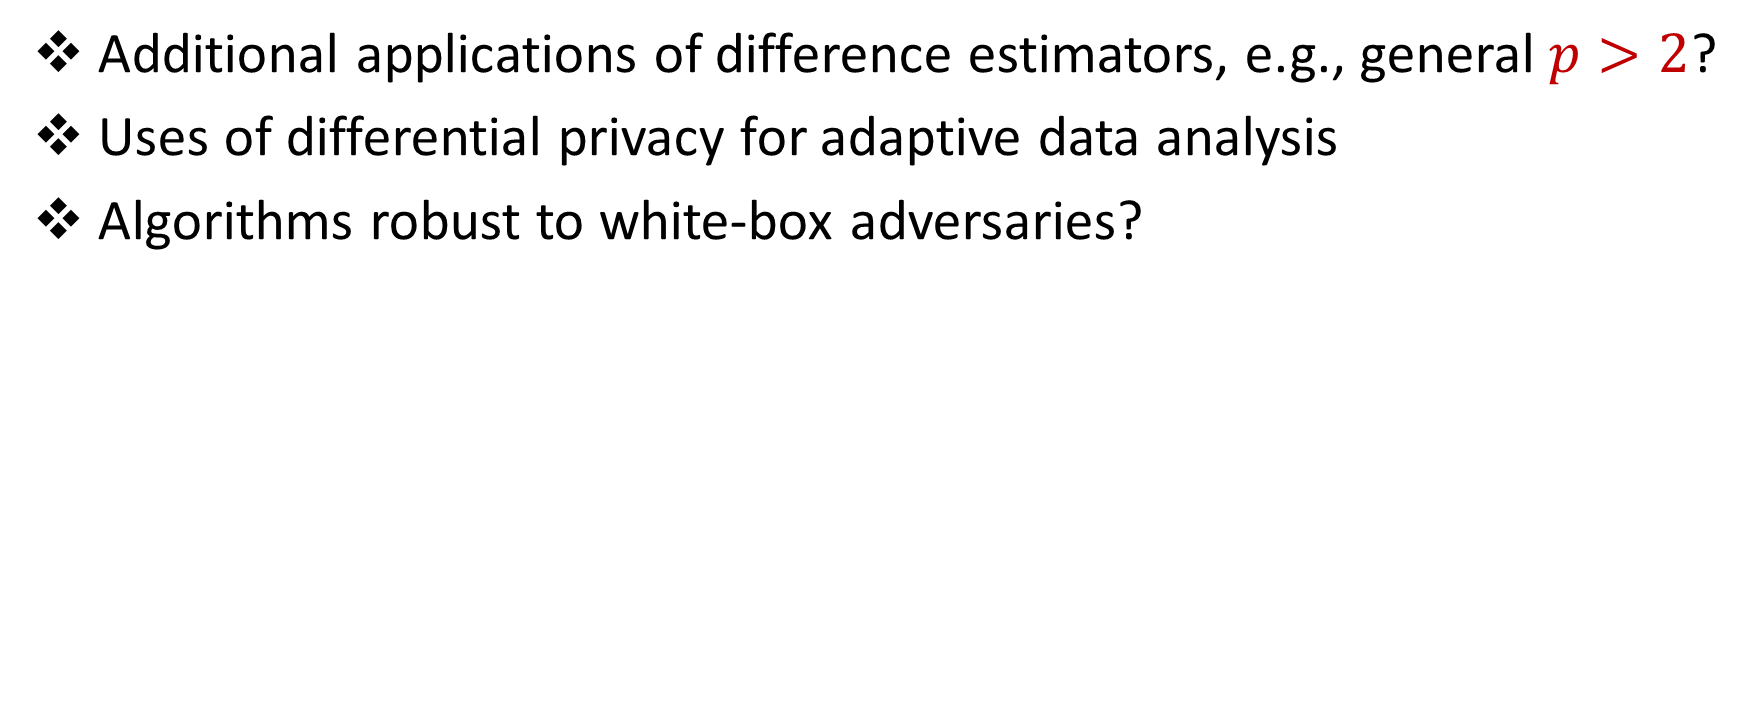 ❖ Additional applications of difference estimators, e.g., general p > 2?
❖ Uses of differential privacy for adaptive data analysis
❖ Algorithms robust to white-box adversaries?